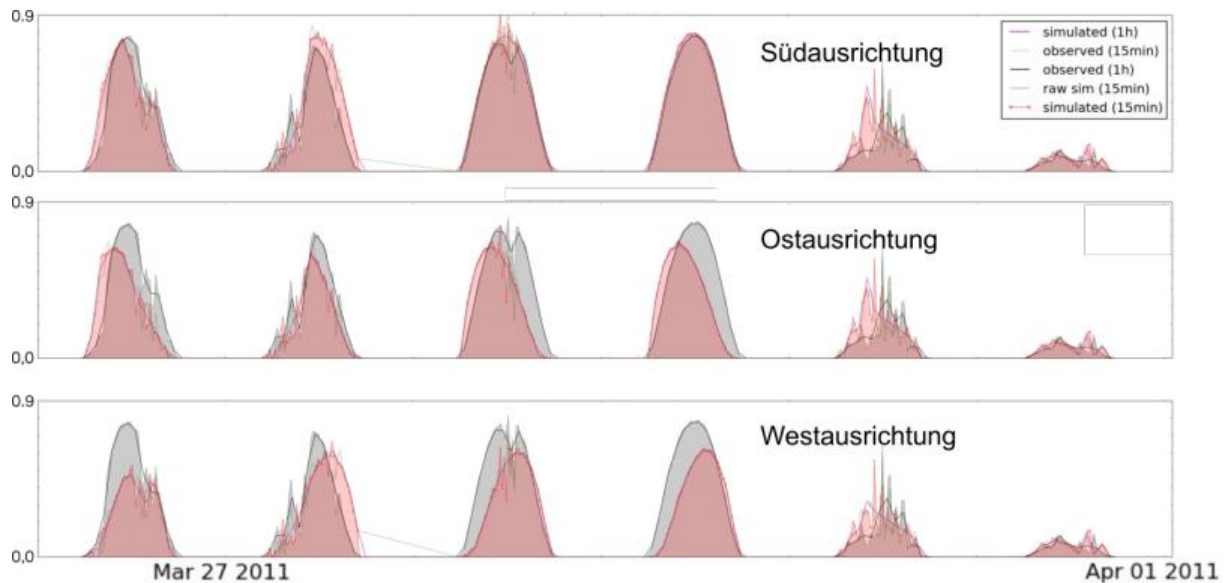 0.9
Südausrichtung
simulated (1h)
observed (15min)
observed (1h)
raw sim (15min)
simulated (15min)
0,0
0.9
Ostausrichtung
0,0
0.9
Westausrichtung
0,0
Mar 27 2011
Apr 01 2011